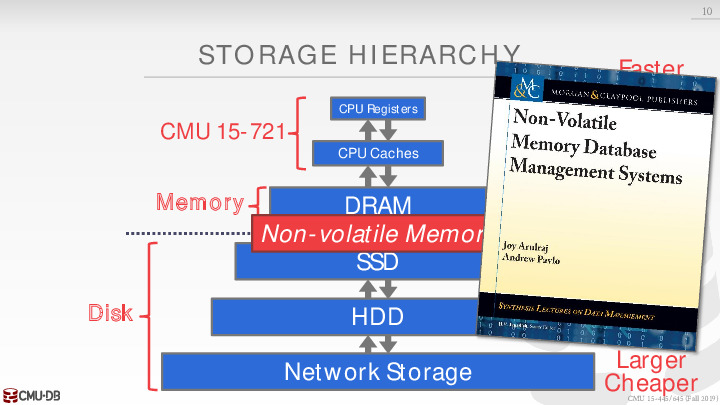 10
STORAGE HIERARCHY
Faster
CPU Registers
CMU 15-721
CPU Caches
Memory
DRAM
Non-volatile Memor
SSD
Disk
HDD
Network Storage
Larger
Cheaper
MORGAN & CLAYPOOL PUBLISHERS
M
&C
Non-Volatile
Memory Database
Management Systems
Joy Arulraj
Andrew Pavlo
SYNTHESIS LECTURES ON DATA MANAGEMENT
CMU·DB
CMU 15-445/645 (Fall 2019)